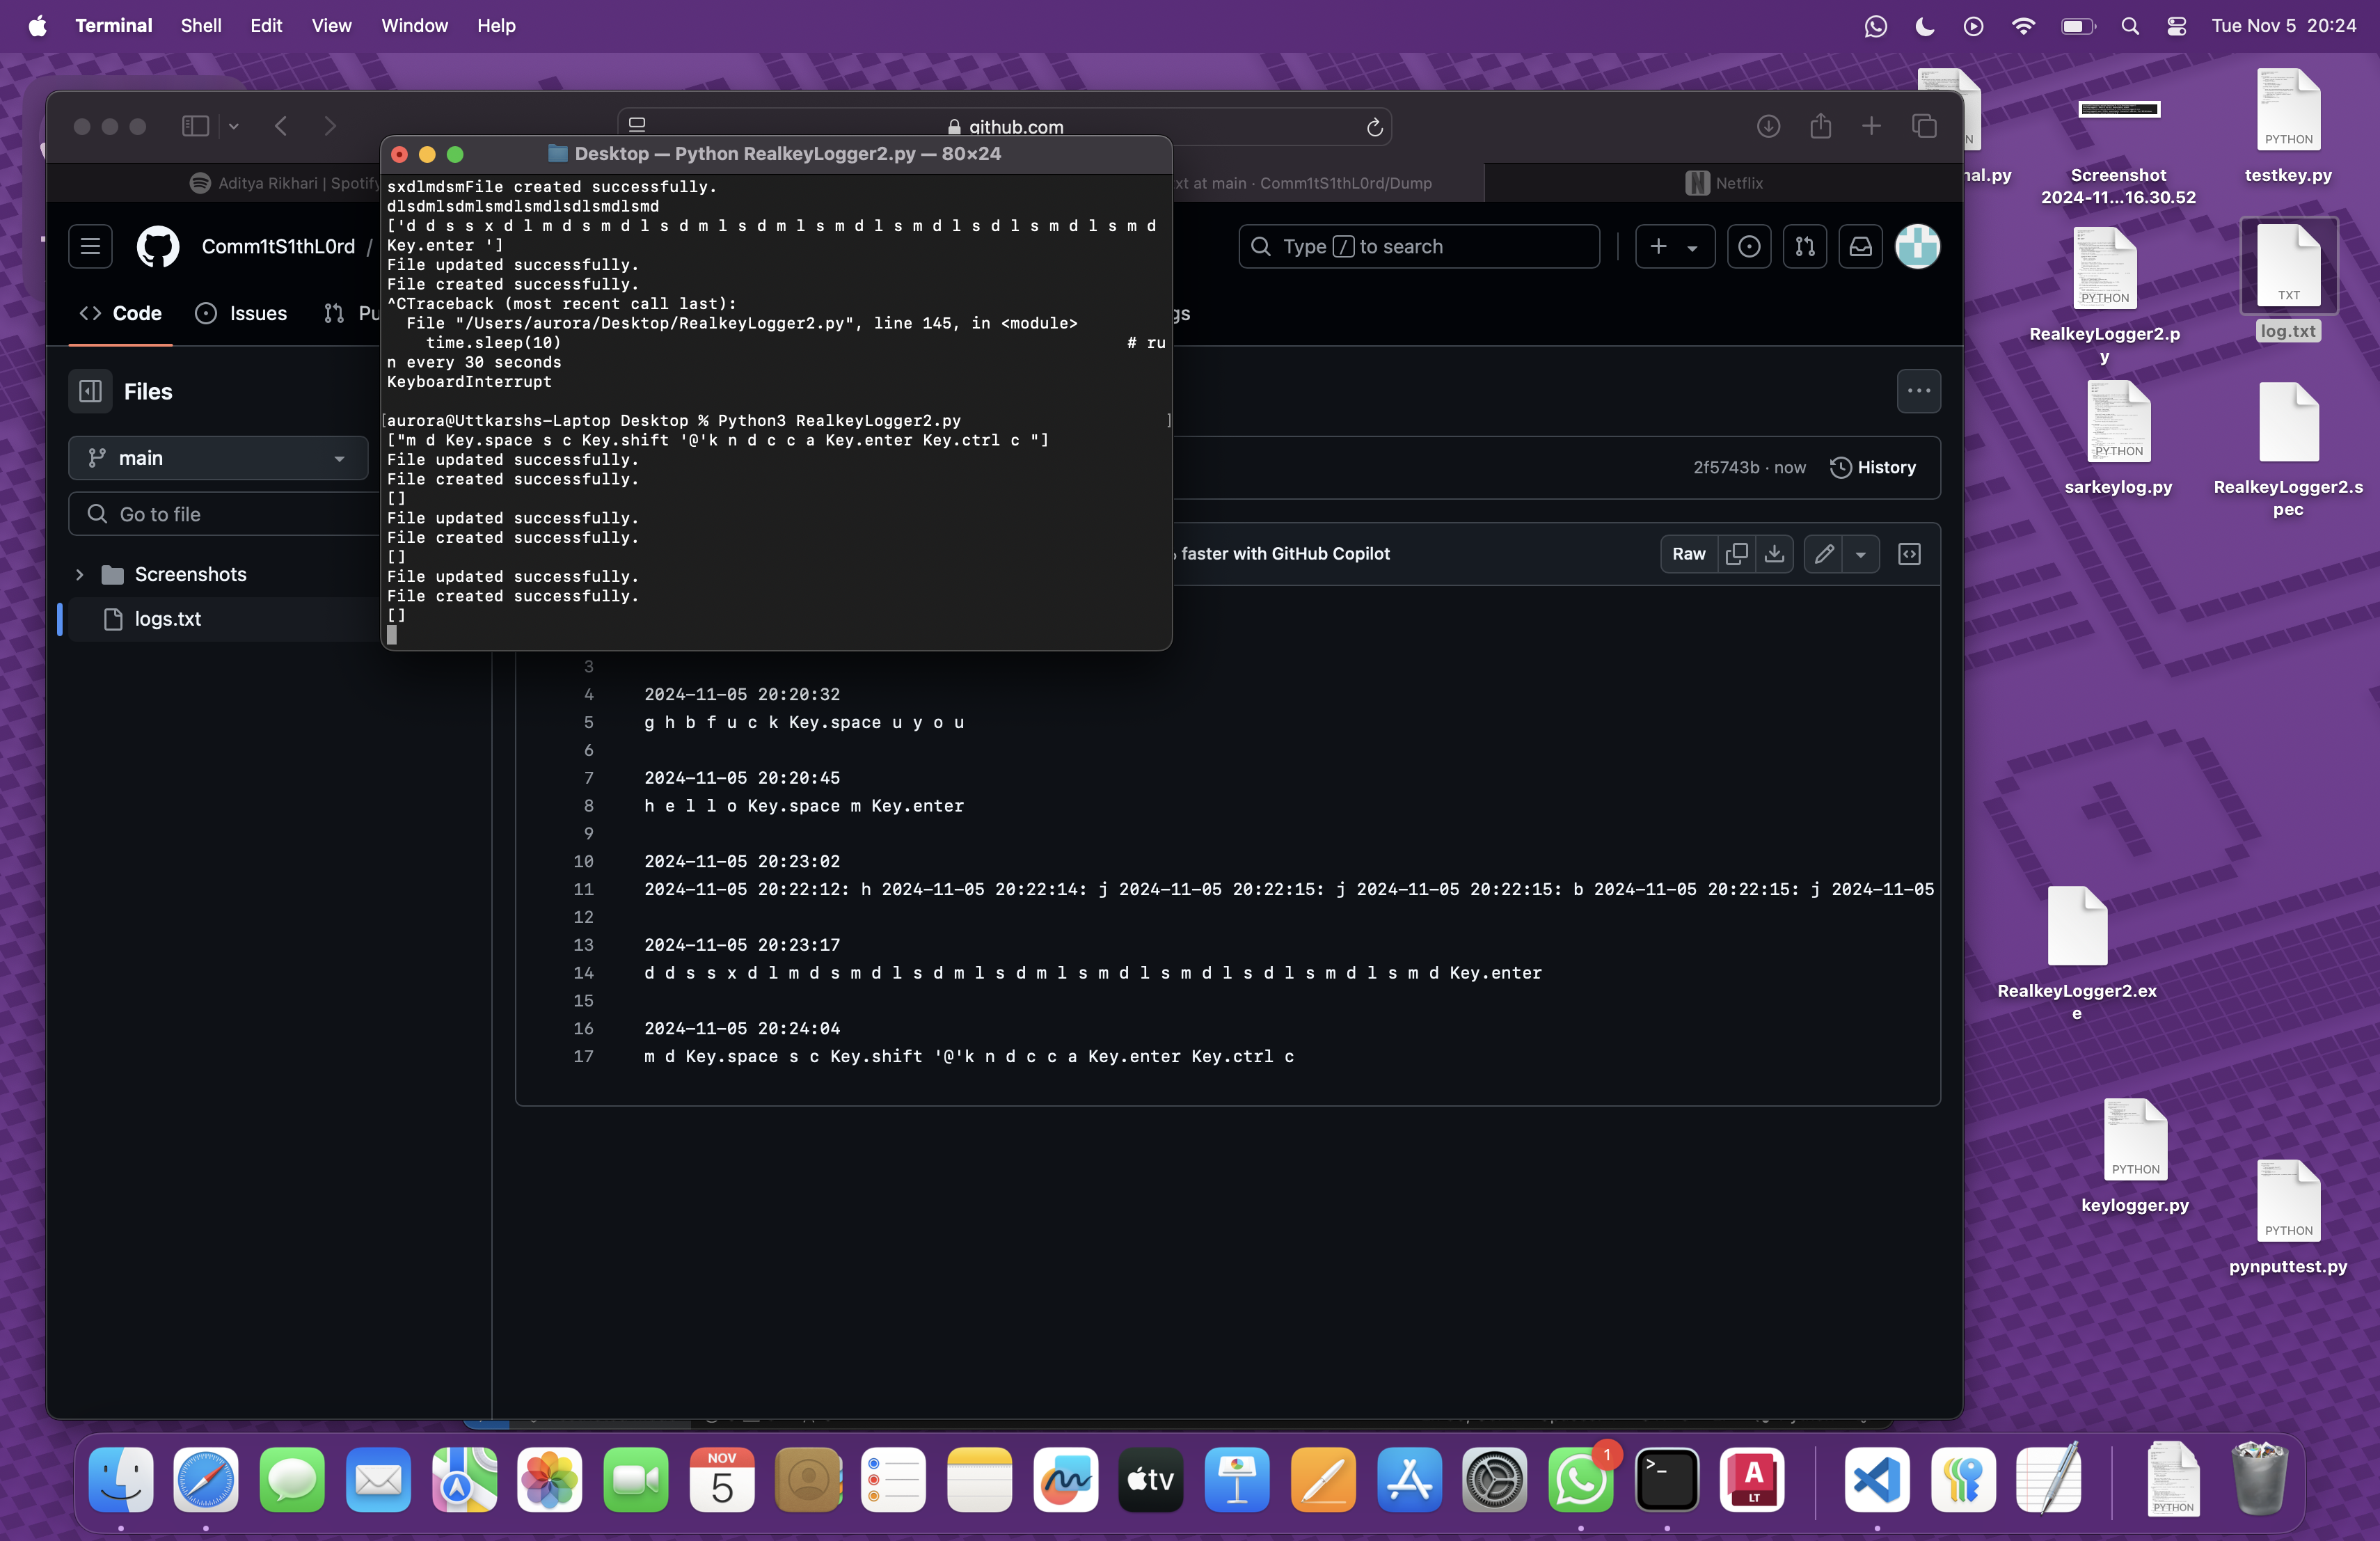 Terminal Shell Edit View Window Help Tue Nov 5 20:24
github.com
Desktop — Python RealkeyLogger2.py — 80×24
Aditya Rikhari | Spotify
xt at main · Comm1tS1thL0rd/Dump
Netflix
sxdlmdsmFile created successfully.
dlsdmlsdmlsmdlsmdlsdlsmdlsmd
['d d s s x d l m d s m d l s d m l s d m l s m d l s m d l s d l s m d l s m d
Key.enter ']
File updated successfully.
File created successfully.
^CTraceback (most recent call last):
File "/Users/aurora/Desktop/RealkeyLogger2.py", line 145, in <module>
time.sleep(10) # ru
n every 30 seconds
KeyboardInterrupt
[aurora@Uttkarshs-Laptop Desktop % Python3 RealkeyLogger2.py ]
["m d Key.space s c Key.shift '@'k n d c c a Key.enter Key.ctrl c "]
File updated successfully.
File created successfully.
[]
File updated successfully.
File created successfully.
[]
File updated successfully.
File created successfully.
[]
Comm1tS1thL0rd /
Type / to search
Code Issues Pu
gs
Files
main
Go to file
Screenshots
logs.txt
2f5743b · now History
faster with GitHub Copilot
Raw
3
4 2024-11-05 20:20:32
5 g h b f u c k Key.space u y o u
6
7 2024-11-05 20:20:45
8 h e l l o Key.space m Key.enter
9
10 2024-11-05 20:23:02
11 2024-11-05 20:22:12: h 2024-11-05 20:22:14: j 2024-11-05 20:22:15: j 2024-11-05 20:22:15: b 2024-11-05 20:22:15: j 2024-11-05
12
13 2024-11-05 20:23:17
14 d d s s x d l m d s m d l s d m l s d m l s m d l s m d l s d l s m d l s m d Key.enter
15
16 2024-11-05 20:24:04
17 m d Key.space s c Key.shift '@'k n d c c a Key.enter Key.ctrl c
N
nal.py
Screenshot
2024-11...16.30.52
PYTHON
testkey.py
PYTHON
RealkeyLogger2.p
y
TXT
log.txt
PYTHON
sarkeylog.py
RealkeyLogger2.s
pec
RealkeyLogger2.ex
e
PYTHON
keylogger.py
PYTHON
pynputtest.py
NOV
5
tv
1
>_
A
LT
PYTHON